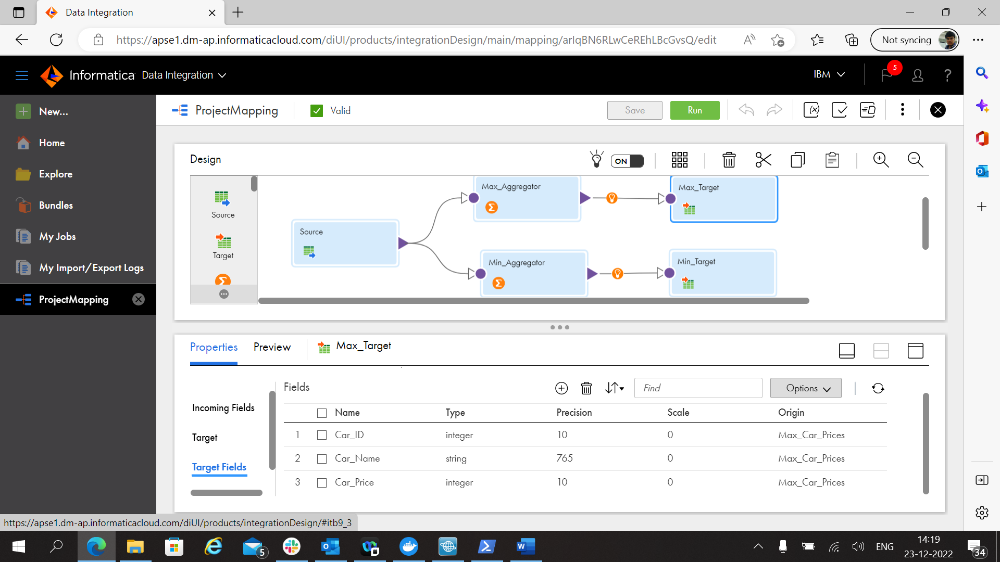 Data Integration
https://apse1.dm-ap.informaticacloud.com/diUI/products/integrationDesign/main/mapping/arIqBN6RLwCeREhLBcGvsQ/edit
Not syncing
Informatica Data Integration
IBM
5
?
New...
Home
Explore
Bundles
My Jobs
My Import/Export Logs
ProjectMapping
ProjectMapping
Valid
Save
Run
Design
ON
Source
Target
Source
Max_Aggregator
Max_Target
Min_Aggregator
Min_Target
Properties
Preview
Max_Target
Incoming Fields
Target
Target Fields
Fields
Find
Options
Name Type Precision Scale Origin
1 Car_ID integer 10 0 Max_Car_Prices
2 Car_Name string 765 0 Max_Car_Prices
3 Car_Price integer 10 0 Max_Car_Prices
https://apse1.dm-ap.informaticacloud.com/diUI/products/integrationDesign/#itb9_3
5
ENG
14:19
23-12-2022
34